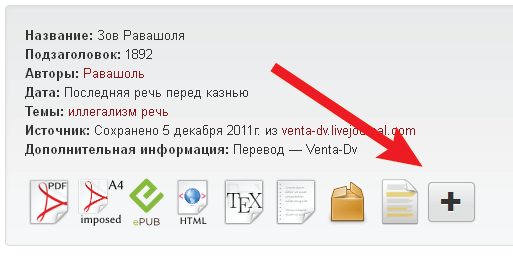 Название: Зов Равашоля
Подзаголовок: 1892
Авторы: Равашоль
Дата: Последняя речь перед казнью
Темы: иллегализм речь
Источник: Сохранено 5 декабря 2011г. из venta-dv.livejournal.com
Дополнительная информация: Перевод — Venta-Dv
PDF A4 imposed ePUB HTML TEX